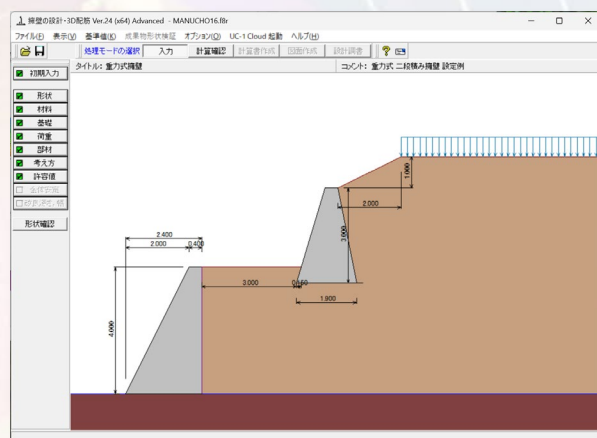 擁壁の設計・3D配筋 Ver.24 (x64) Advanced - MANUCHO16.f8r
ファイル(F) 表示(V) 基準値(K) 成果物形状検証 オプション(O) UC-1 Cloud 起動 ヘルプ(H)
処理モードの選択 入力 計算確認 計算書作成 図面作成 設計調書
タイトル: 重力式擁壁 コメント: 重力式 二段積み擁壁 設定例
初期入力
形状
材料
基礎
荷重
部材
考え方
許容値
形状確認
1.000
2.000
3.000
2.400
2.000 0.400
3.000
1.800
4.000